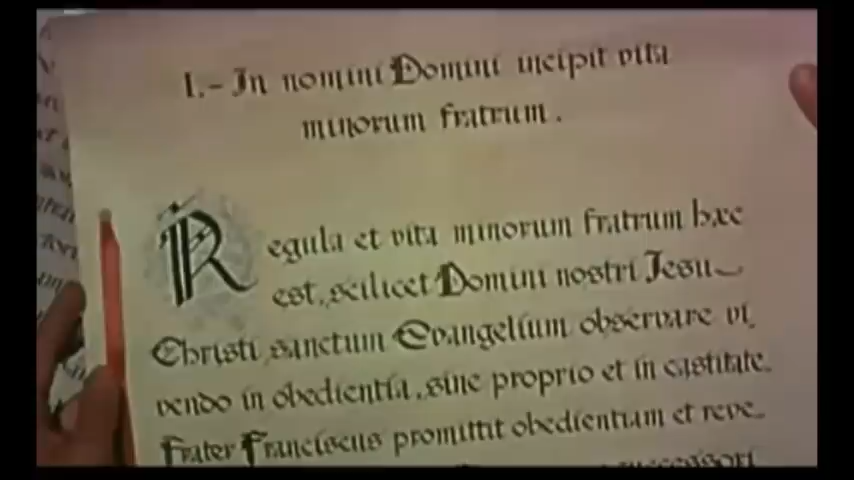 I.-In nomini Domini incipit vita
minorum fratrum.
Regula et vita minorum fratrum hæc
est, scilicet Domini nostri Jesu
Christi sanctum Evangelium observare vi,
vendo in obedientia, sine proprio et in castitate.
Frater Franciscus promittit obedientiam et reve-
successori